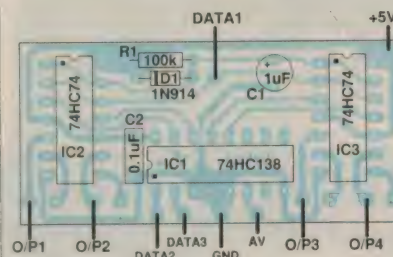 DATA1
+5V
R1
100k
D1
1N914
+
1uF
C1
74HC74
IC2
C2
0.1uF
IC1 74HC138
74HC74
IC3
O/P1
O/P2
DATA2
DATA3
GND
AV
O/P3
O/P4